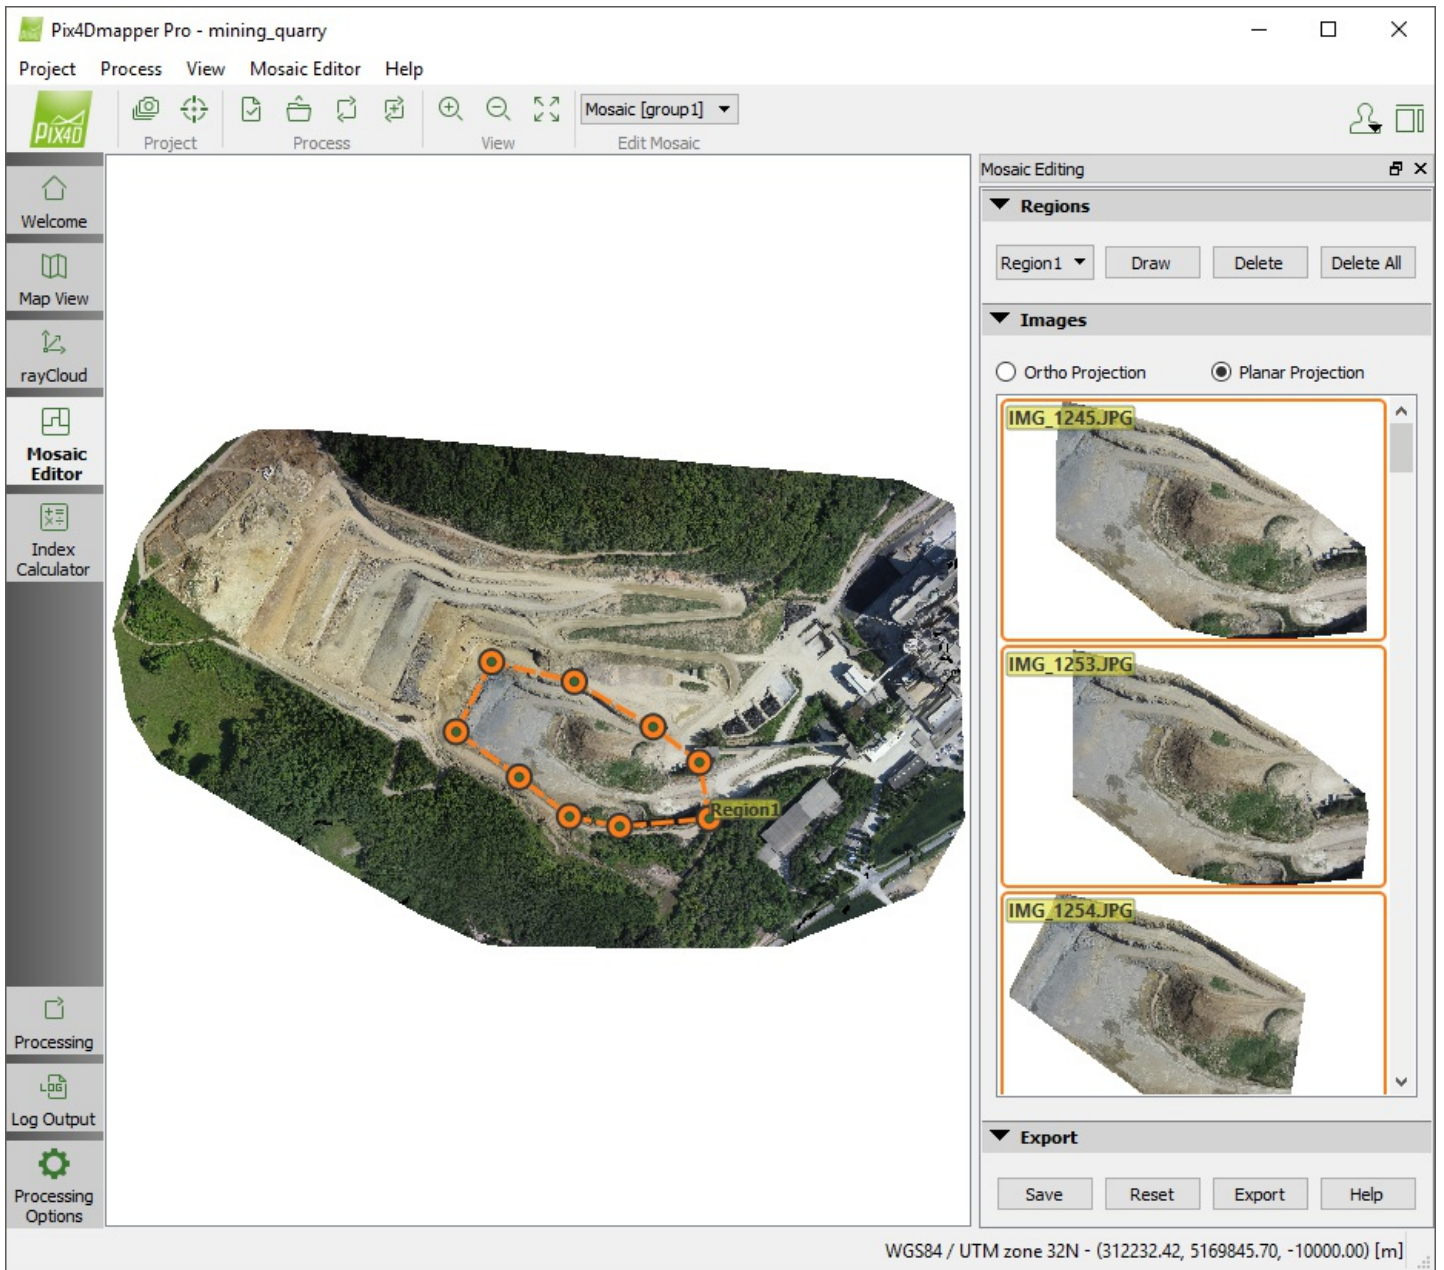 Pix4Dmapper Pro - mining_quarry
Project Process View Mosaic Editor Help
PIX4D
Project
Process
View
Mosaic [group1]
Edit Mosaic
Welcome
Map View
rayCloud
Mosaic
Editor
Index
Calculator
Processing
LOG
Log Output
Processing
Options
Region1
Mosaic Editing
Regions
Region1 Draw Delete Delete All
Images
Ortho Projection Planar Projection
IMG_1245.JPG
IMG_1253.JPG
IMG_1254.JPG
Export
Save Reset Export Help
WGS84 / UTM zone 32N - (312232.42, 5169845.70, -10000.00) [m]